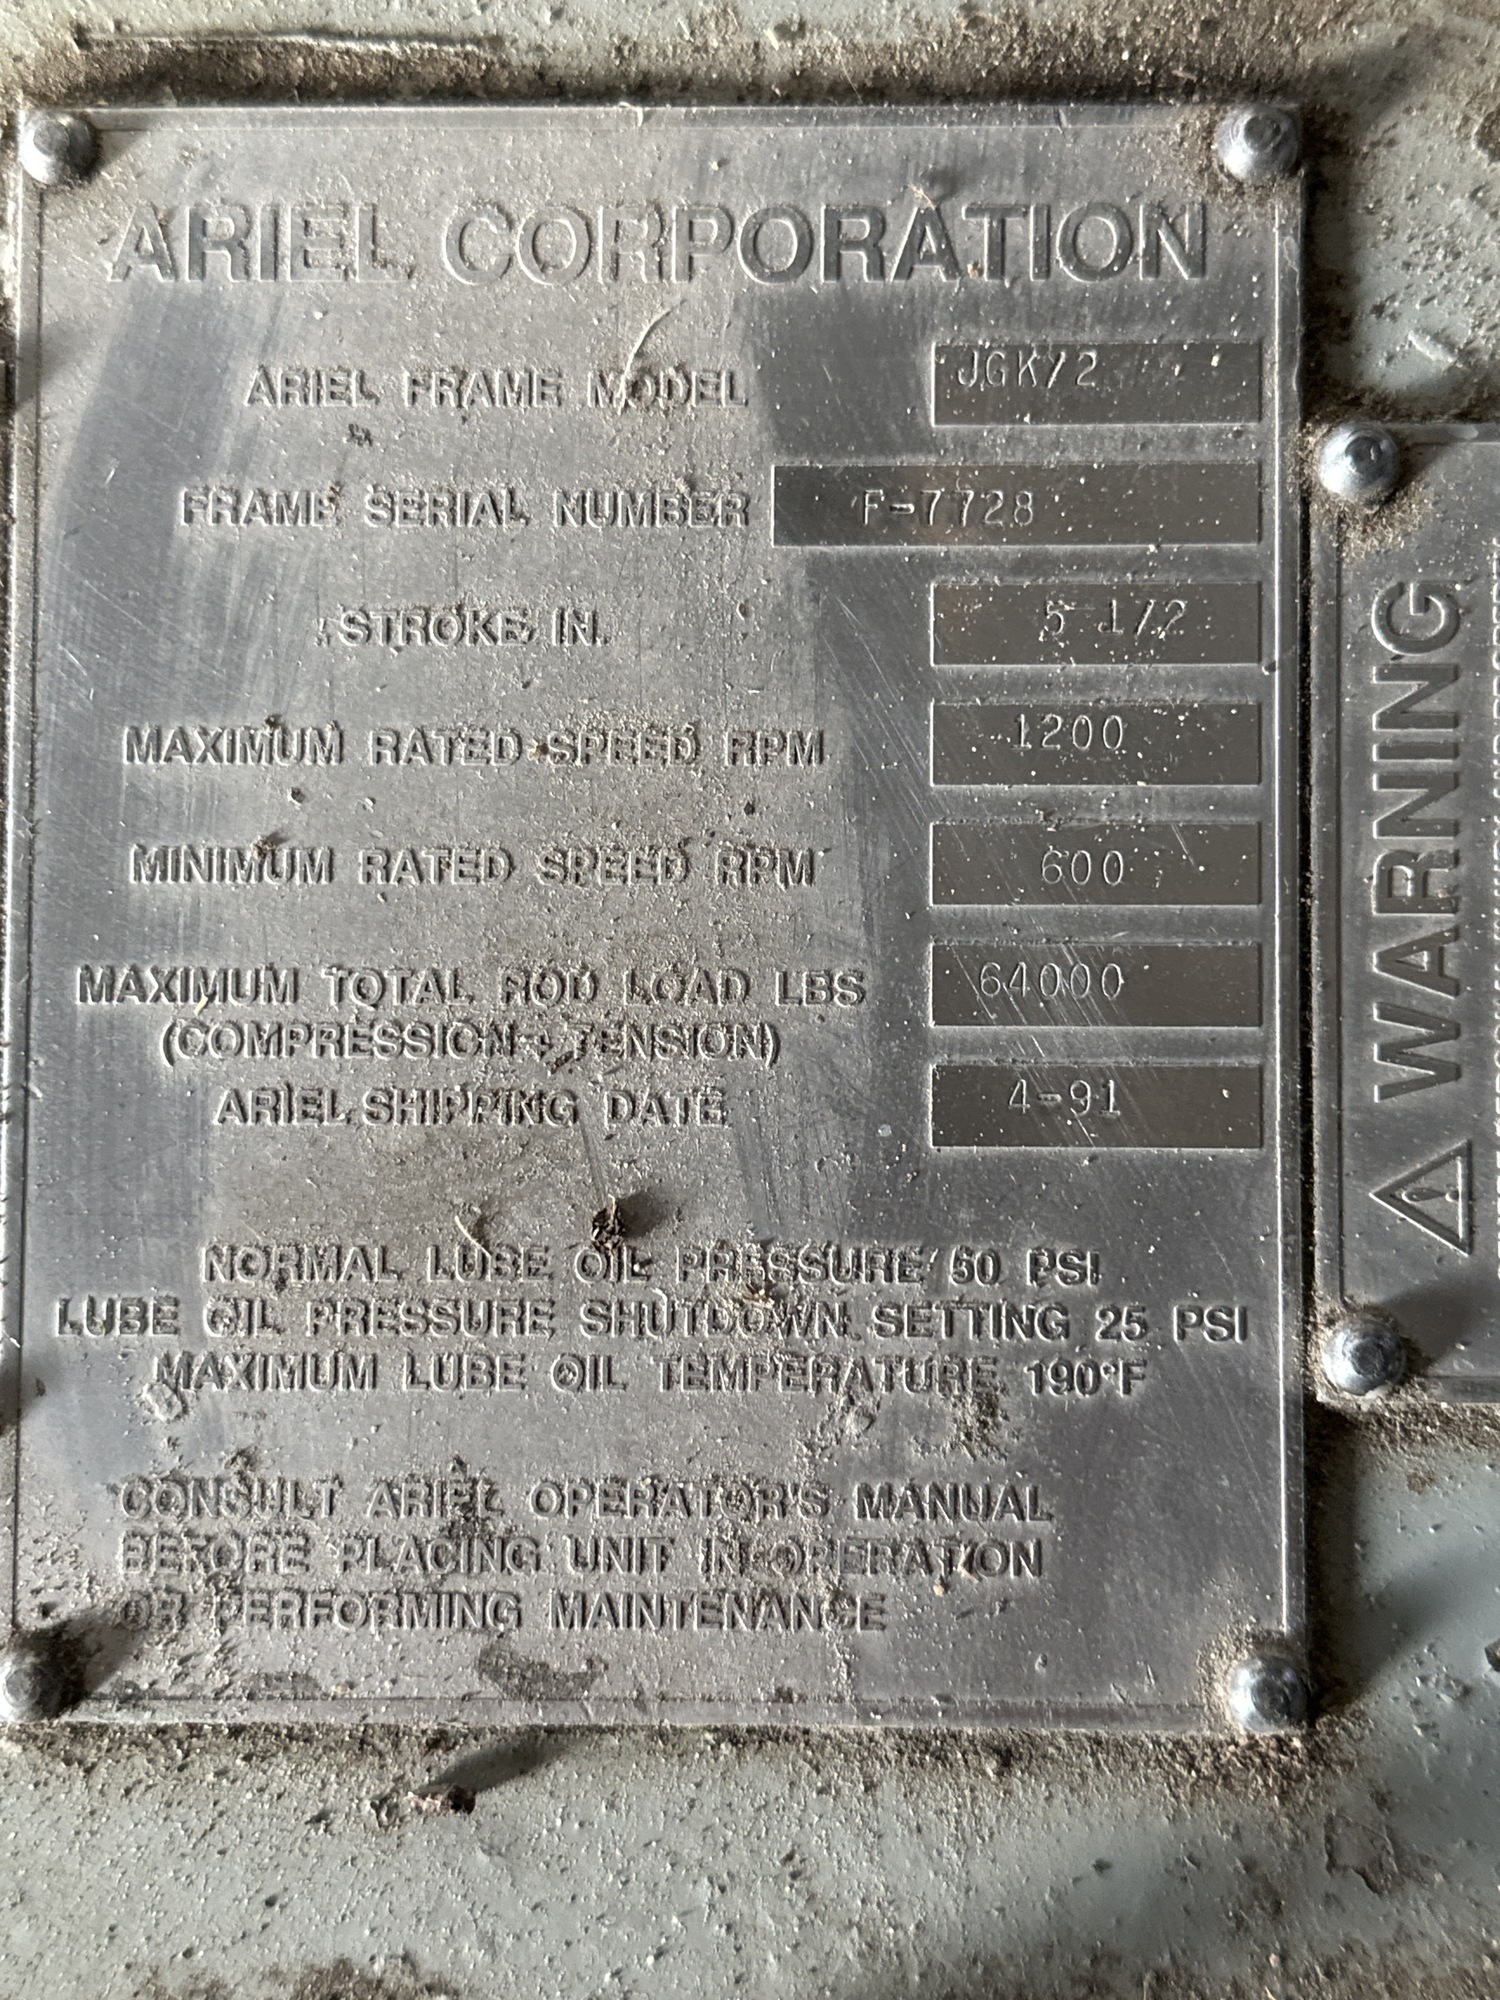 ARIEL CORPORATION
ARIEL FRAME MODEL JGK/2
FRAME SERIAL NUMBER F-7728
STROKE IN. 5-1/2
MAXIMUM RATED SPEED RPM 1200
MINIMUM RATED SPEED RPM 600
MAXIMUM TOTAL ROD LOAD LBS 64000
(COMPRESSION + TENSION)
ARIEL SHIPPING DATE 4-91
NORMAL LUBE OIL PRESSURE 50 PSI
LUBE OIL PRESSURE SHUTDOWN SETTING 25 PSI
MAXIMUM LUBE OIL TEMPERATURE 190°F
CONSULT ARIEL OPERATOR'S MANUAL
BEFORE PLACING UNIT IN OPERATION
OR PERFORMING MAINTENANCE
WARNING